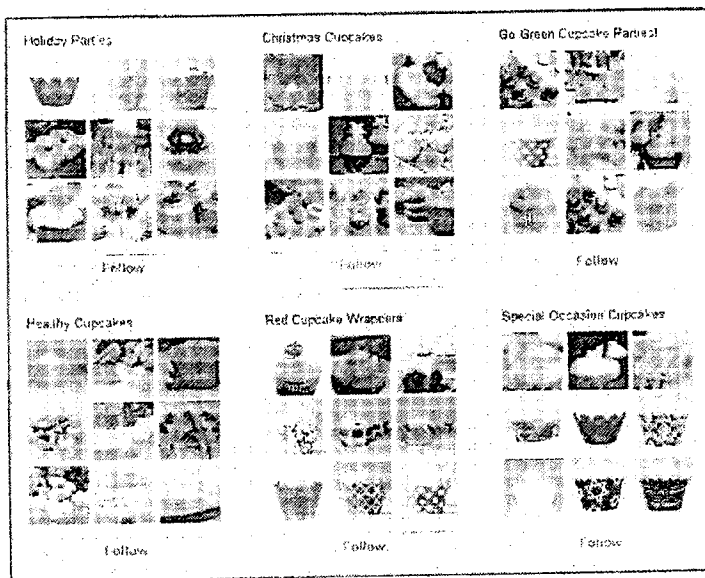 Holiday Parties
Christmas Cupcakes
Go Green Cupcake Parties!
Follow
Follow
Follow
Healthy Cupcakes
Red Cupcake Wrappers
Special Occasion Cupcakes
Follow
Follow
Follow